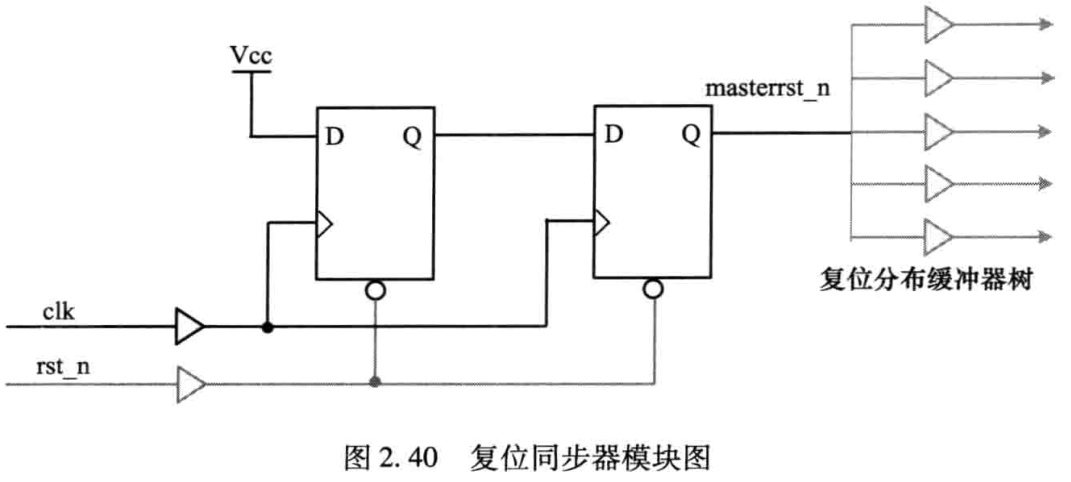 Vcc
masterrst_n
D Q
D Q
复位分布缓冲器树
clk
rst_n
图 2.40 复位同步器模块图